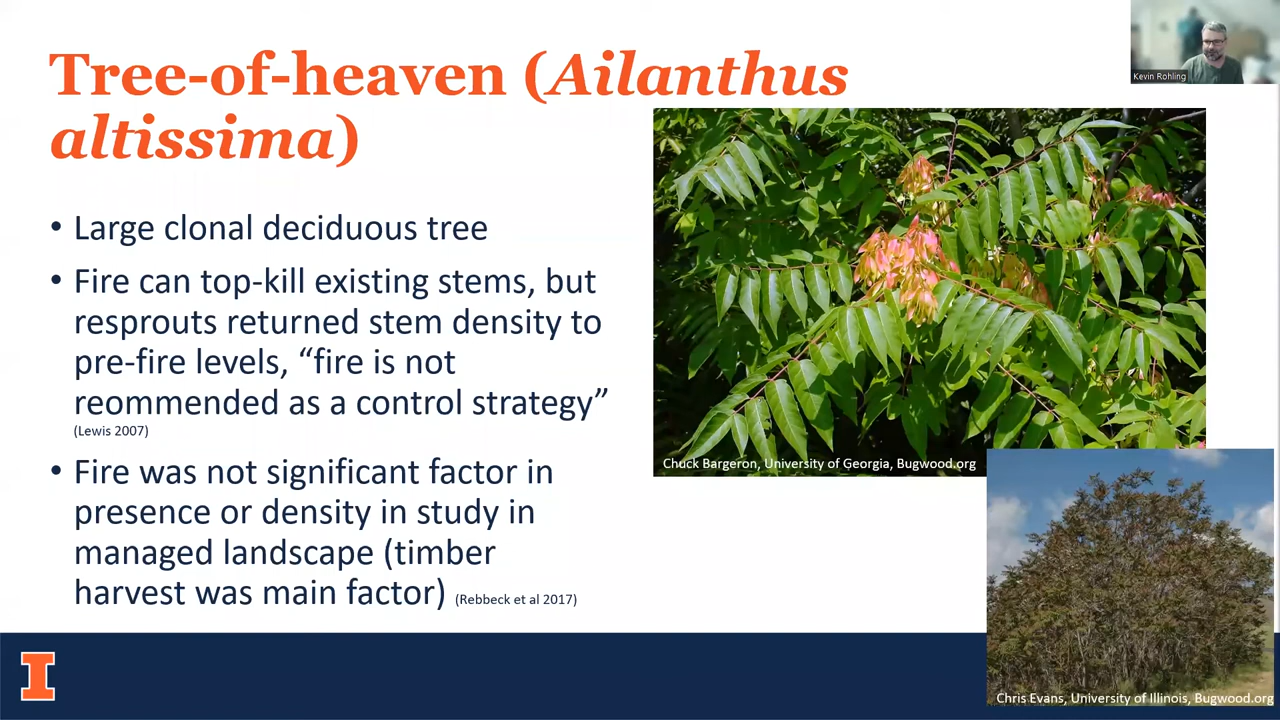 Tree-of-heaven (Ailanthus
altissima)
Kevin Rohling
• Large clonal deciduous tree
• Fire can top-kill existing stems, but
resprouts returned stem density to
pre-fire levels, “fire is not
reommended as a control strategy”
(Lewis 2007)
• Fire was not significant factor in
presence or density in study in
managed landscape (timber
harvest was main factor) (Rebbeck et al 2017)
Chuck Bargeron, University of Georgia, Bugwood.org
Chris Evans, University of Illinois, Bugwood.org
I